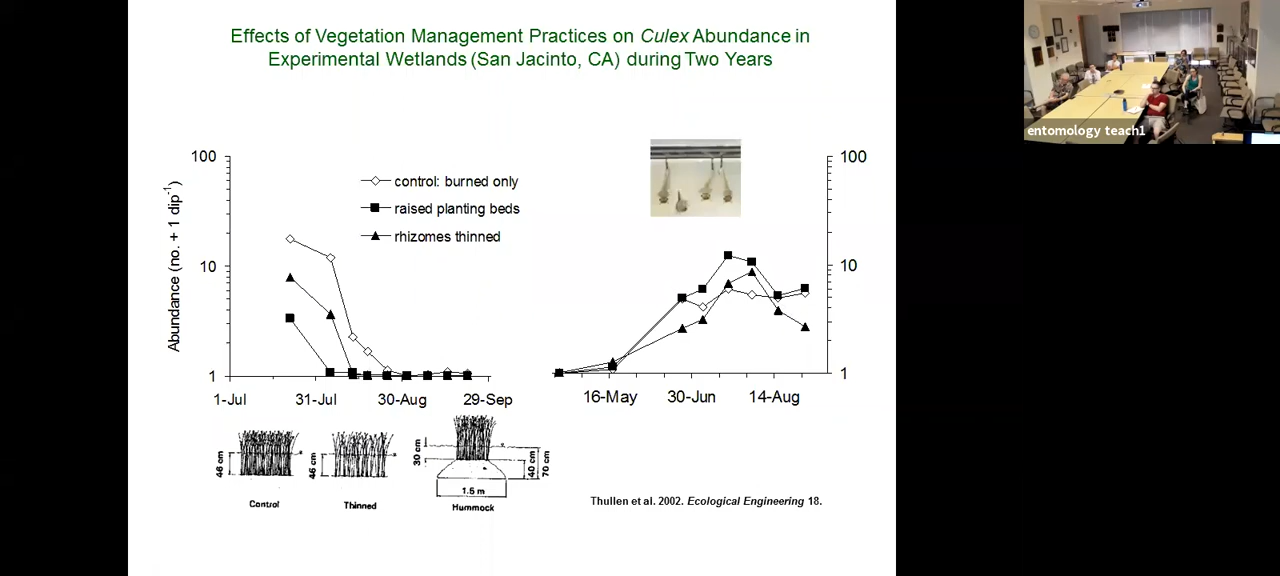 Effects of Vegetation Management Practices on Culex Abundance in
Experimental Wetlands (San Jacinto, CA) during Two Years
entomology teach1
100
10
1
Abundance (no. + 1 dip-1)
control: burned only
raised planting beds
rhizomes thinned
1-Jul
31-Jul
30-Aug
29-Sep
100
10
1
16-May
30-Jun
14-Aug
46 cm
Control
46 cm
Thinned
30 cm
40 cm
70 cm
1.5 m
Hummock
Thullen et al. 2002. Ecological Engineering 18.